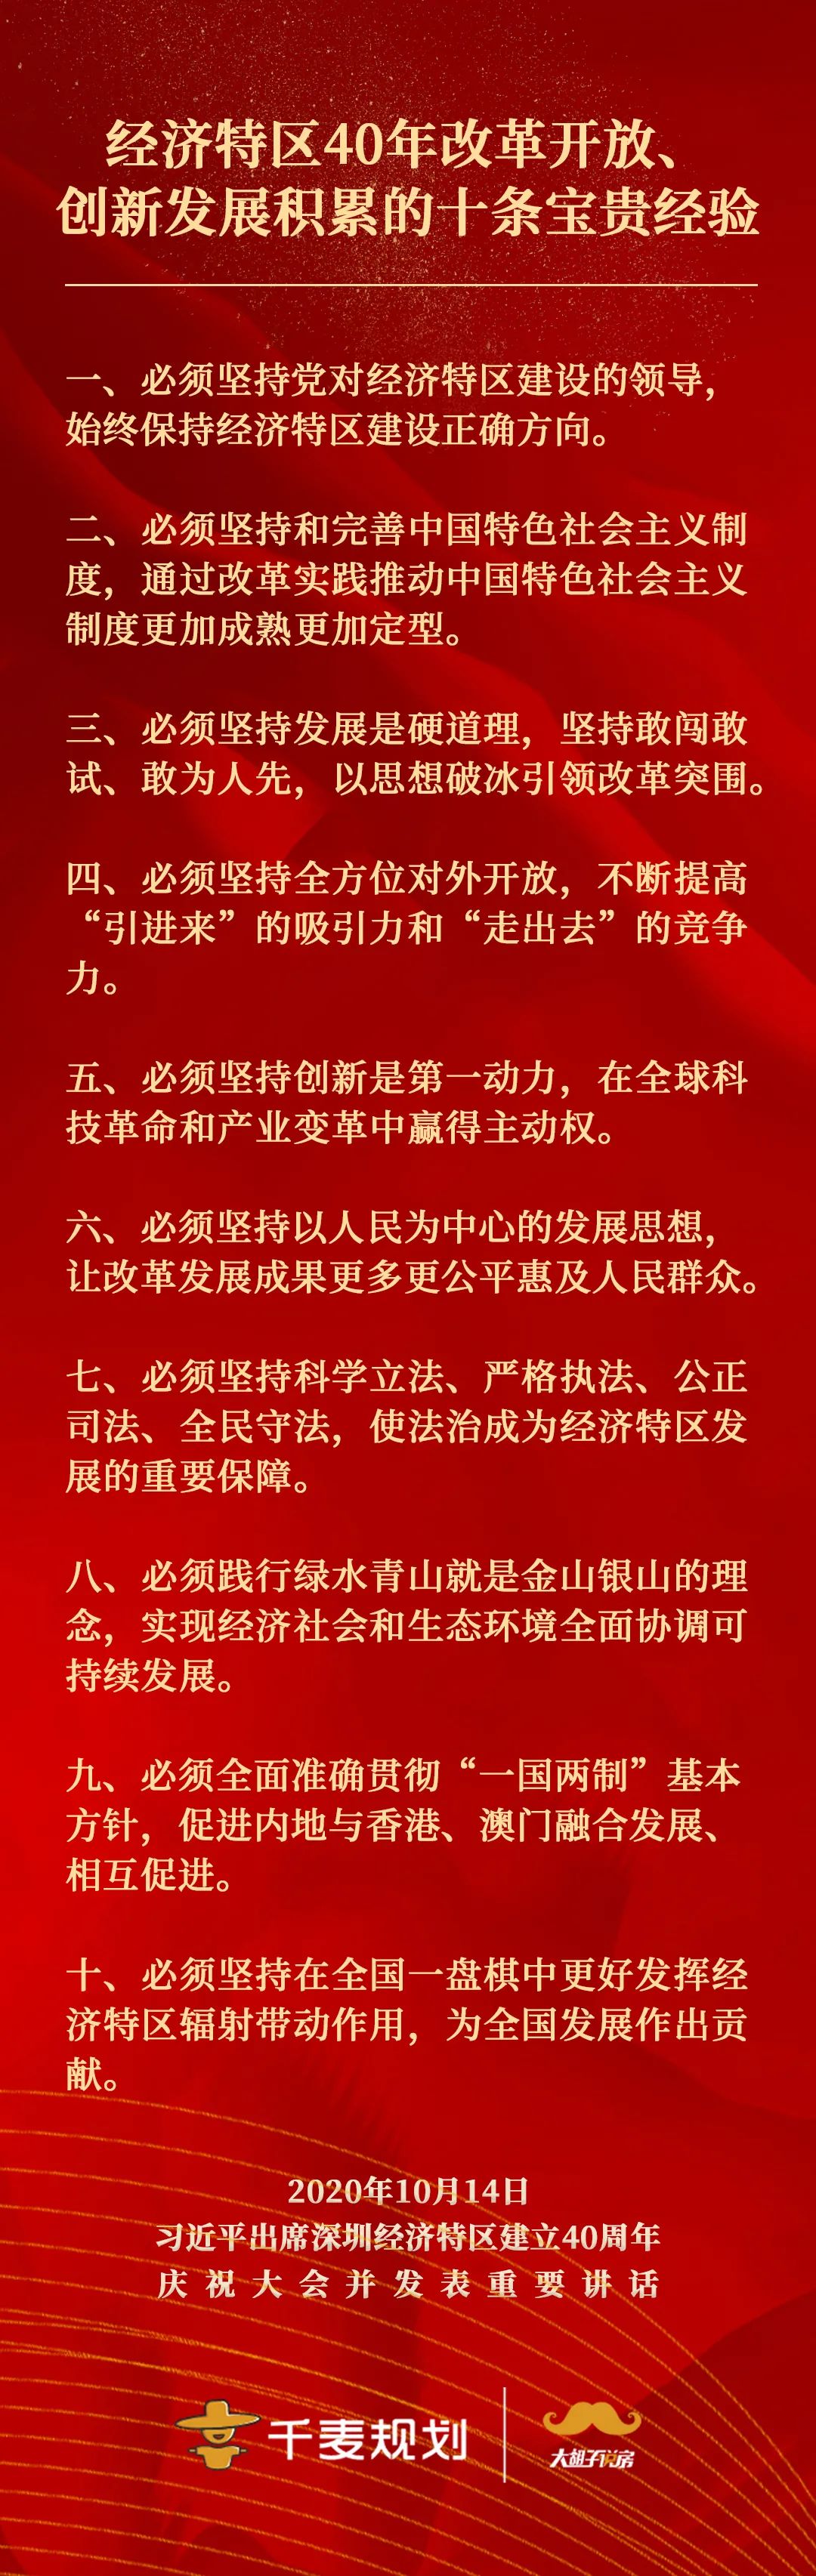 经济特区40年改革开放、
创新发展积累的十条宝贵经验
一、必须坚持党对经济特区建设的领导，
始终保持经济特区建设正确方向。
二、必须坚持和完善中国特色社会主义制
度，通过改革实践推动中国特色社会主义
制度更加成熟更加定型。
三、必须坚持发展是硬道理，坚持敢闯敢
试、敢为人先，以思想破冰引领改革突围。
四、必须坚持全方位对外开放，不断提高
“引进来”的吸引力和“走出去”的竞争
力。
五、必须坚持创新是第一动力，在全球科
技革命和产业变革中赢得主动权。
六、必须坚持以人民为中心的发展思想，
让改革发展成果更多更公平惠及人民群众。
七、必须坚持科学立法、严格执法、公正
司法、全民守法，使法治成为经济特区发
展的重要保障。
八、必须践行绿水青山就是金山银山的理
念，实现经济社会和生态环境全面协调可
持续发展。
九、必须全面准确贯彻“一国两制”基本
方针，促进内地与香港、澳门融合发展、
相互促进。
十、必须坚持在全国一盘棋中更好发挥经
济特区辐射带动作用，为全国发展作出贡
献。
2020年10月14日
习近平出席深圳经济特区建立40周年
庆祝大会并发表重要讲话
千麦规划
大胡子说房